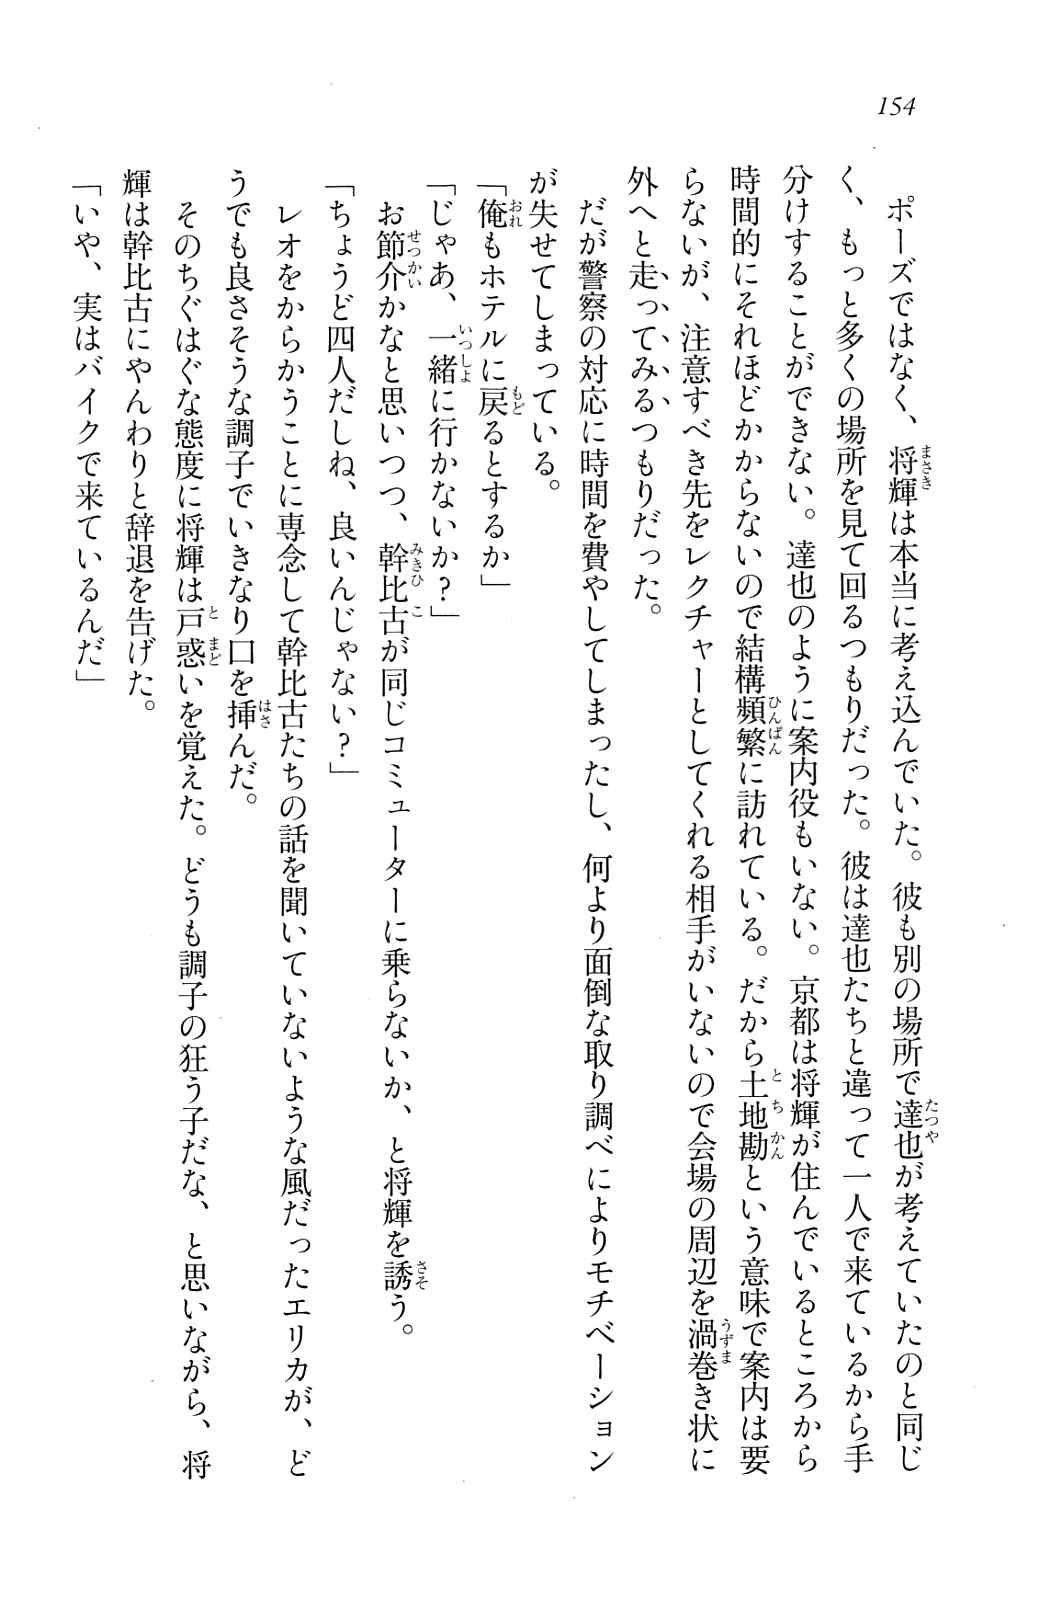 154
ポーズではなく、将輝は本当に考え込んでいた。彼も別の場所で達也が考えていたのと同じ
く、もっと多くの場所を見て回るつもりだった。彼は達也たちと違って一人で来ているから手
分けすることができない。達也のように案内役もいない。京都は将輝が住んでいるところから
時間的にそれほどかからないので結構頻繁に訪れている。だから土地勘という意味で案内は要
らないが、注意すべき先をレクチャーとしてくれる相手がいないので会場の周辺を渦巻き状に
外へと走ってみるつもりだった。
だが警察の対応に時間を費やしてしまったし、何より面倒な取り調べによりモチベーション
が失せてしまっている。
「俺もホテルに戻るとするか」
「じゃあ、一緒に行かないか？」
お節介かなと思いつつ、幹比古が同じコミューターに乗らないか、と将輝を誘う。
「ちょうど四人だしね、良いんじゃない？」
レオをからかうことに専念して幹比古たちの話を聞いていないような風だったエリカが、ど
うでも良さそうな調子でいきなり口を挿んだ。
そのちぐはぐな態度に将輝は戸惑いを覚えた。どうも調子の狂う子だな、と思いながら、将
輝は幹比古にやんわりと辞退を告げた。
「いや、実はバイクで来ているんだ」